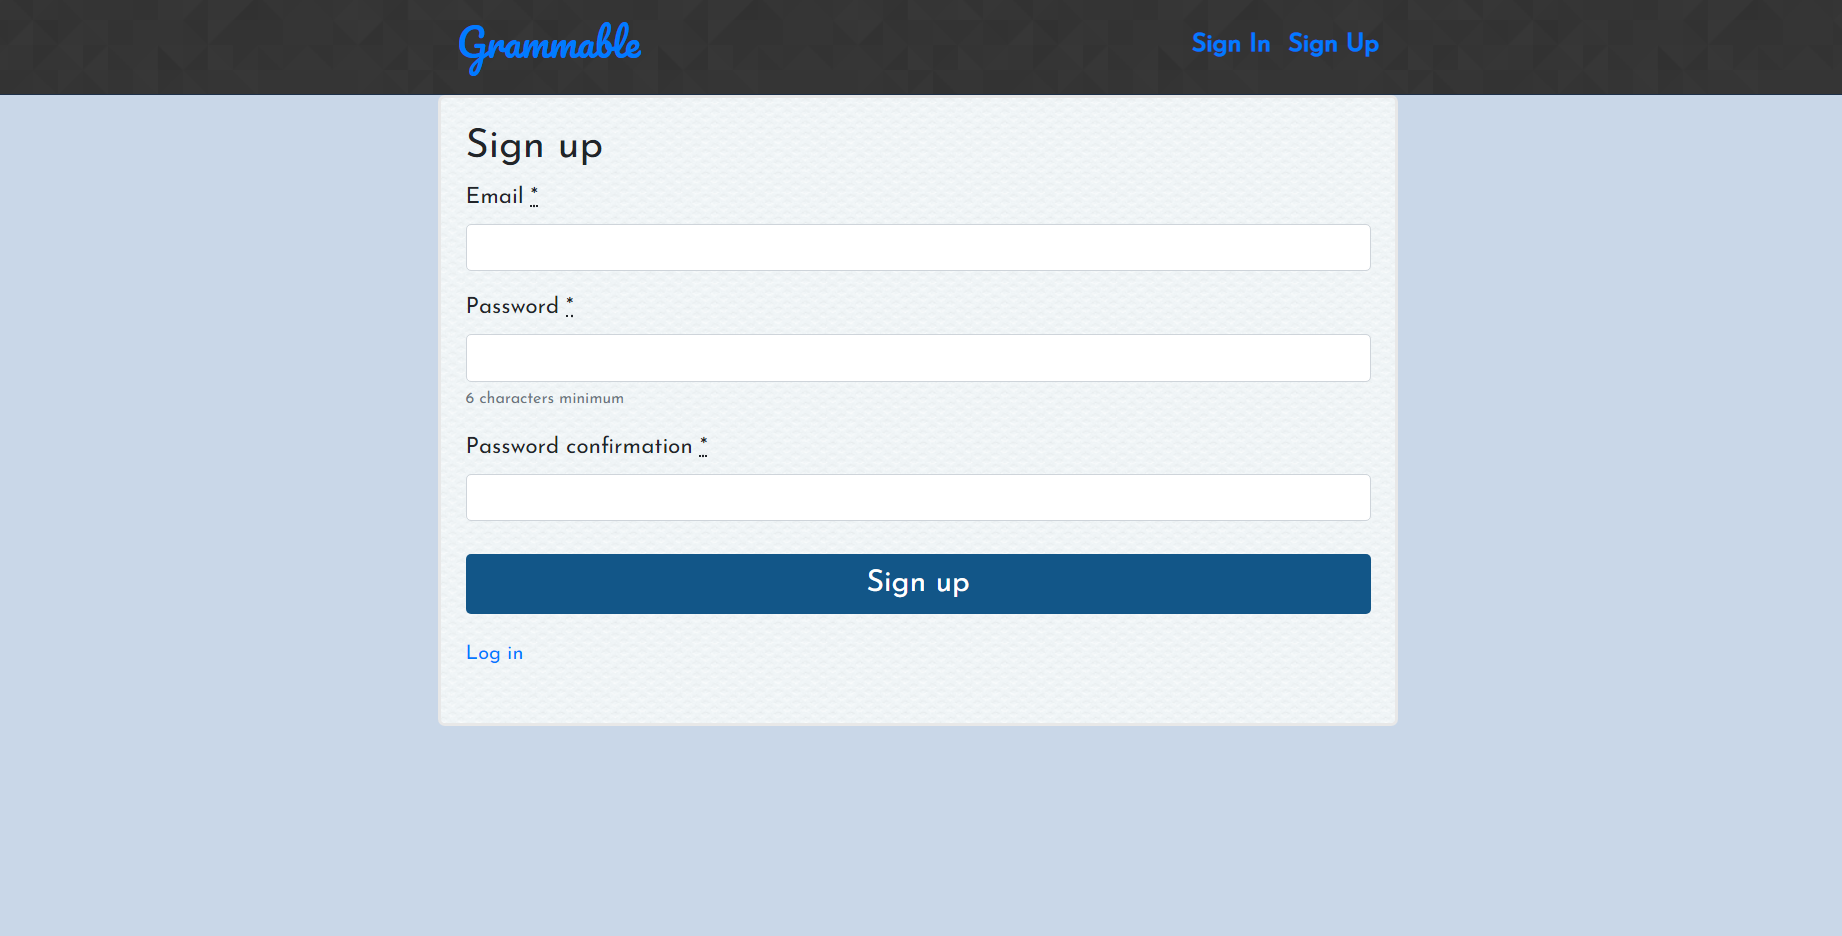 Grammable
Sign In Sign Up
Sign up
Email *
Password *
6 characters minimum
Password confirmation *
Sign up
Log in